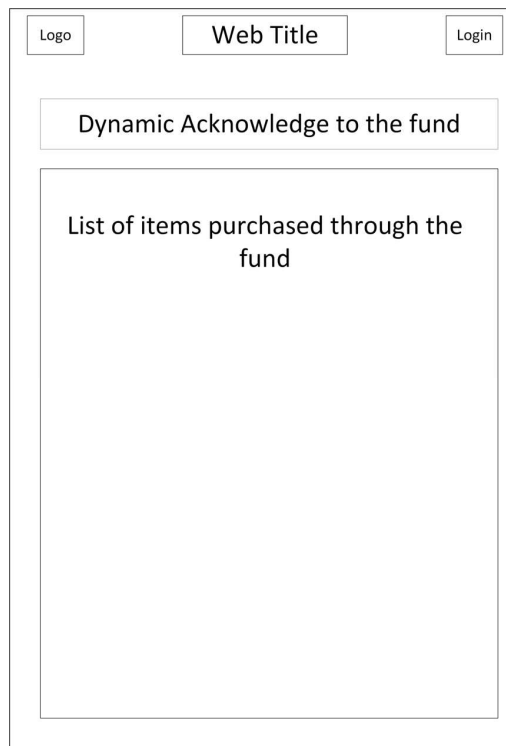 Logo
Web Title
Login
Dynamic Acknowledge to the fund
List of items purchased through the
fund